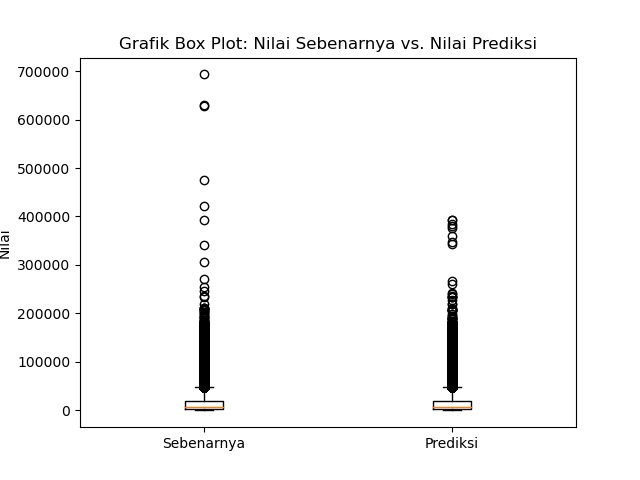 Grafik Box Plot: Nilai Sebenarnya vs. Nilai Prediksi
700000
600000
500000
400000
300000
200000
100000
0
Nilai
Sebenarnya
Prediksi